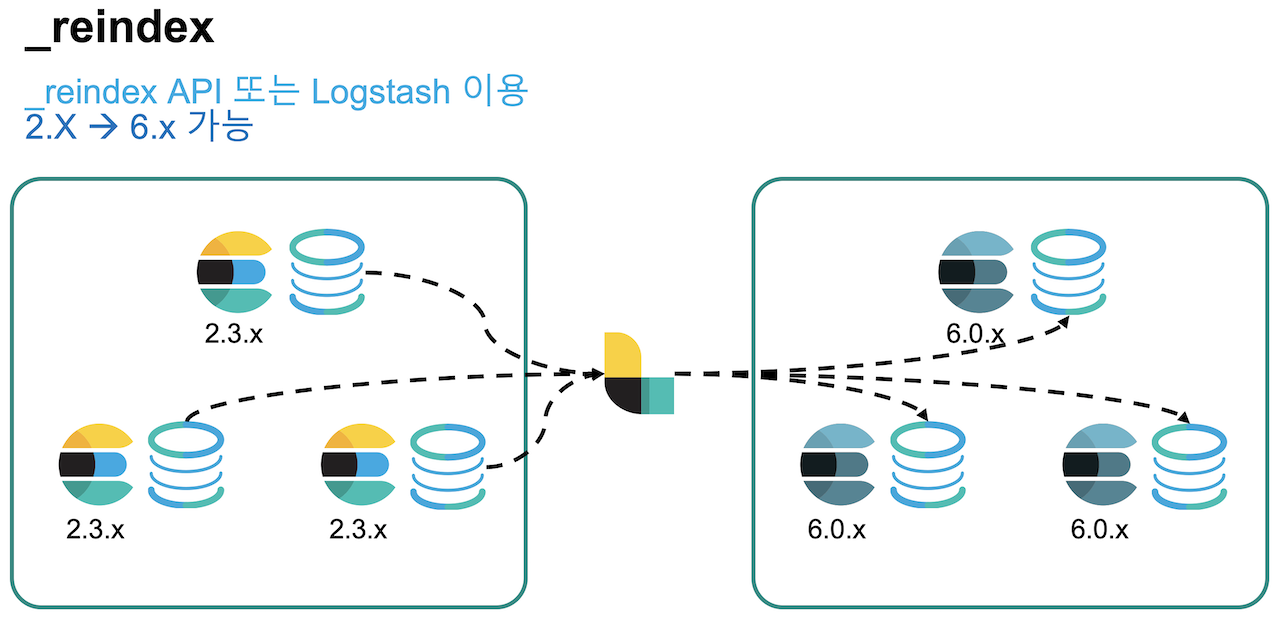 _reindex
_reindex API 또는 Logstash 이용
2.X → 6.x 가능
2.3.x
6.0.x
2.3.x
2.3.x
6.0.x
6.0.x